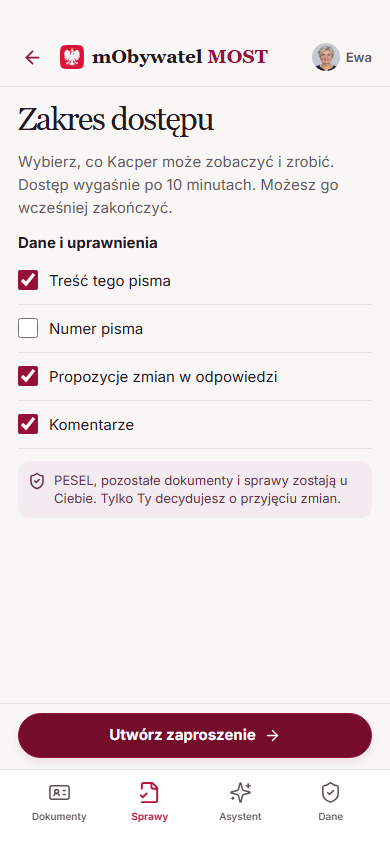 mObywatel MOST
Ewa
Zakres dostępu
Wybierz, co Kacper może zobaczyć i zrobić.
Dostęp wygaśnie po 10 minutach. Możesz go
wcześniej zakończyć.
Dane i uprawnienia
Treść tego pisma
Numer pisma
Propozycje zmian w odpowiedzi
Komentarze
PESEL, pozostałe dokumenty i sprawy zostają u
Ciebie. Tylko Ty decydujesz o przyjęciu zmian.
Utwórz zaproszenie
Dokumenty
Sprawy
Asystent
Dane